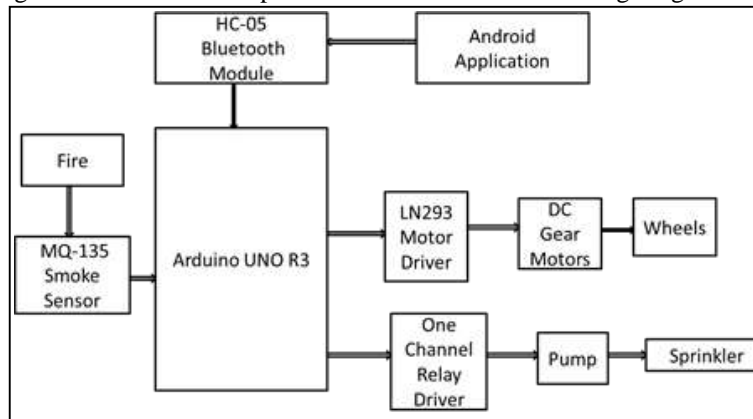 HC-05
Bluetooth
Module
Android
Application
Fire
MQ-135
Smoke
Sensor
Arduino UNO R3
LN293
Motor
Driver
DC
Gear
Motors
Wheels
One
Channel
Relay
Driver
Pump
Sprinkler